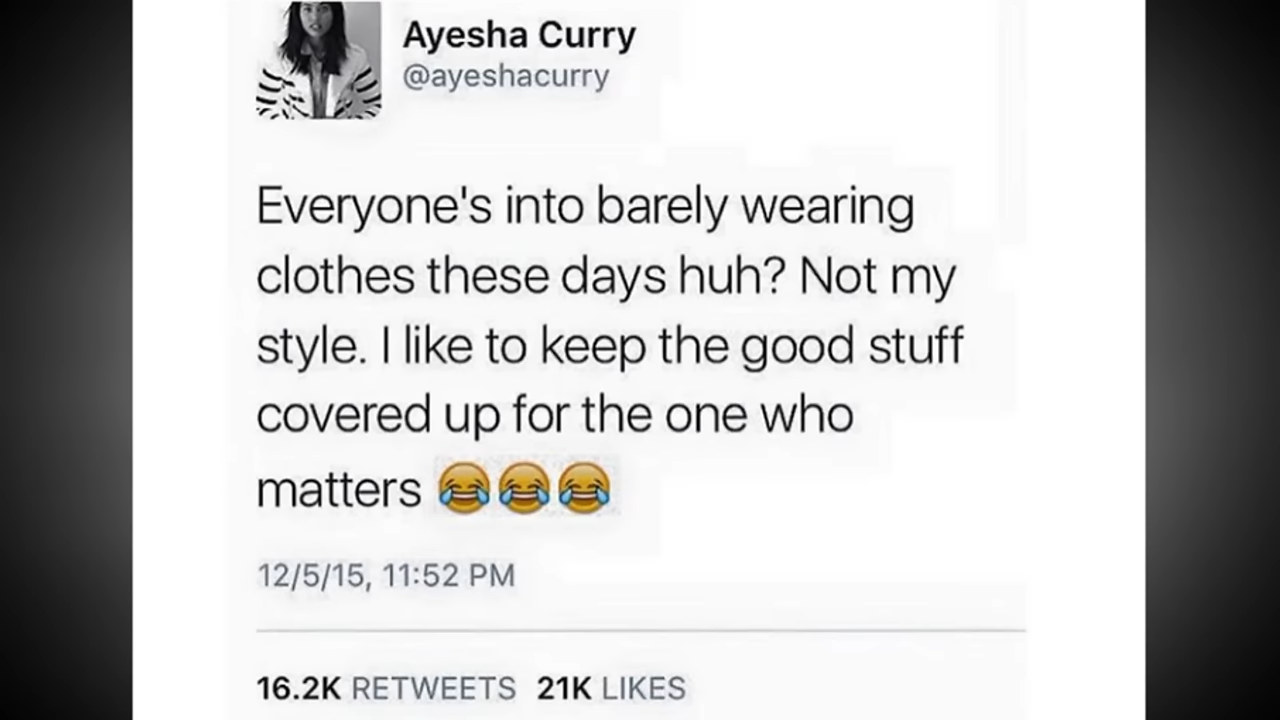 Ayesha Curry
@ayeshacurry
Everyone's into barely wearing
clothes these days huh? Not my
style. I like to keep the good stuff
covered up for the one who
matters 😂😂😂
12/5/15, 11:52 PM
16.2K RETWEETS 21K LIKES